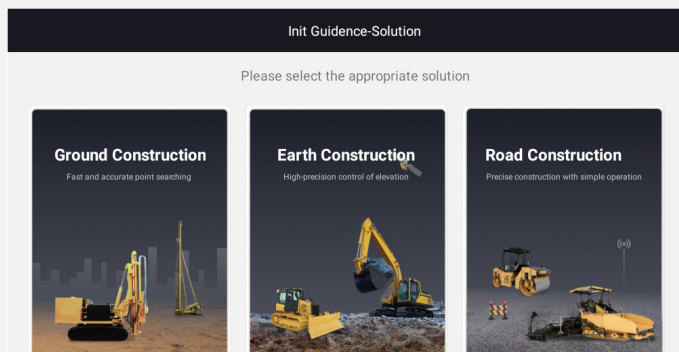 Init Guidence-Solution
Please select the appropriate solution
Ground Construction
Fast and accurate point searching
Earth Construction
High-precision control of elevation
Road Construction
Precise construction with simple operation